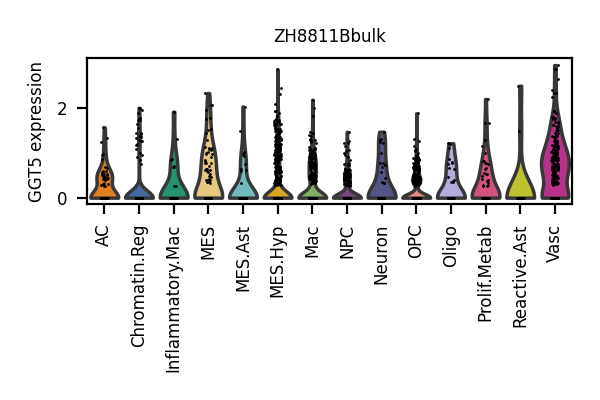 ZH8811Bbulk
GGT5 expression
2
0
AC
Chromatin.Reg
Inflammatory.Mac
MES
MES.Ast
MES.Hyp
Mac
NPC
Neuron
OPC
Oligo
Prolif.Metab
Reactive.Ast
Vasc